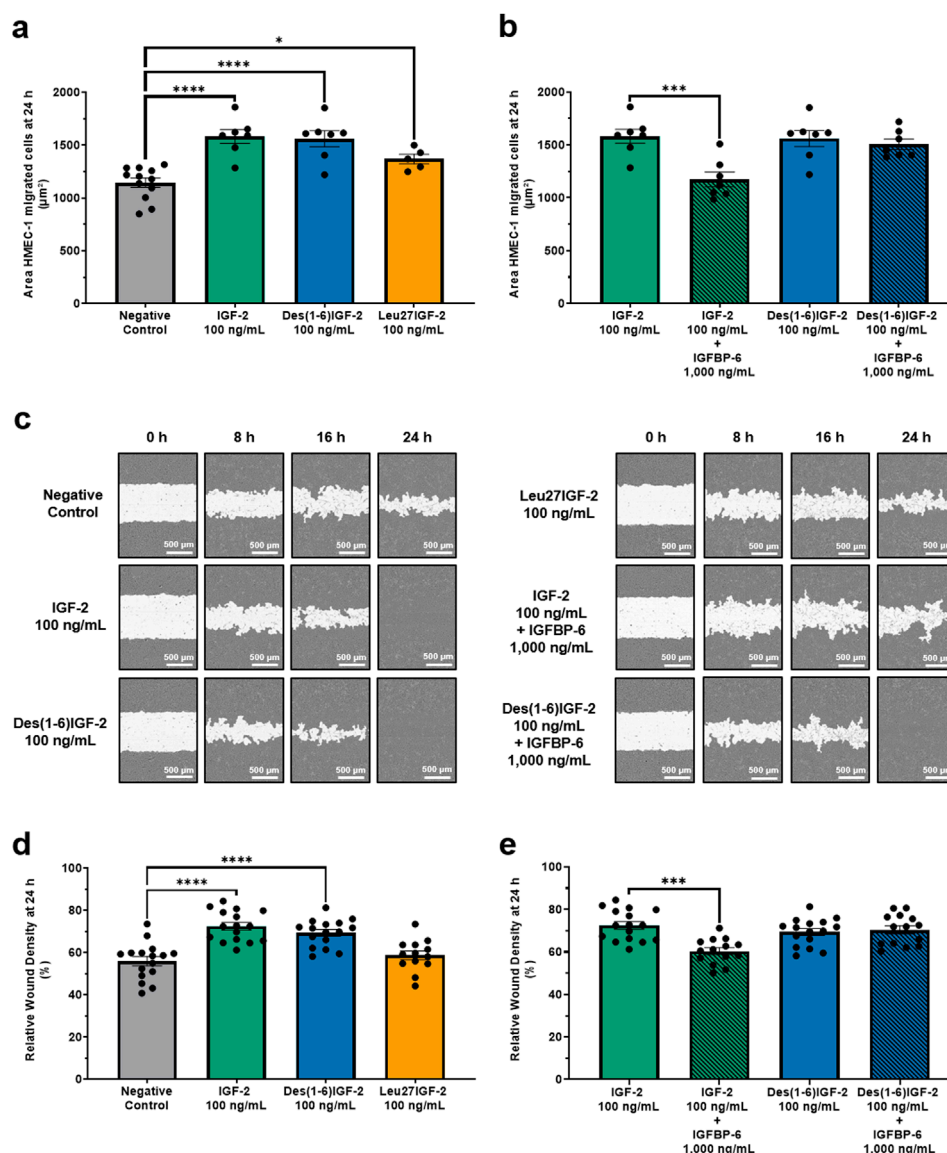 a
*
****
****
2000
1500
1000
500
0
Area HMEC-1 migrated cells at 24 h
(µm²)
Negative
Control
IGF-2
100 ng/mL
Des(1-6)IGF-2
100 ng/mL
Leu27IGF-2
100 ng/mL
b
***
2000
1500
1000
500
0
Area HMEC-1 migrated cells at 24 h
(µm²)
IGF-2
100 ng/mL
IGF-2
100 ng/mL
+
IGFBP-6
1,000 ng/mL
Des(1-6)IGF-2
100 ng/mL
Des(1-6)IGF-2
100 ng/mL
+
IGFBP-6
1,000 ng/mL
c
0 h 8 h 16 h 24 h
Negative
Control
500 µm 500 µm 500 µm 500 µm
IGF-2
100 ng/mL
500 µm 500 µm 500 µm 500 µm
Des(1-6)IGF-2
100 ng/mL
500 µm 500 µm 500 µm 500 µm
0 h 8 h 16 h 24 h
Leu27IGF-2
100 ng/mL
500 µm 500 µm 500 µm 500 µm
IGF-2
100 ng/mL
+ IGFBP-6
1,000 ng/mL
500 µm 500 µm 500 µm 500 µm
Des(1-6)IGF-2
100 ng/mL
+ IGFBP-6
1,000 ng/mL
500 µm 500 µm 500 µm 500 µm
d
****
****
100
80
60
40
20
0
Relative Wound Density at 24 h
(%)
Negative
Control
IGF-2
100 ng/mL
Des(1-6)IGF-2
100 ng/mL
Leu27IGF-2
100 ng/mL
e
***
100
80
60
40
20
0
Relative Wound Density at 24 h
(%)
IGF-2
100 ng/mL
IGF-2
100 ng/mL
+
IGFBP-6
1,000 ng/mL
Des(1-6)IGF-2
100 ng/mL
Des(1-6)IGF-2
100 ng/mL
+
IGFBP-6
1,000 ng/mL